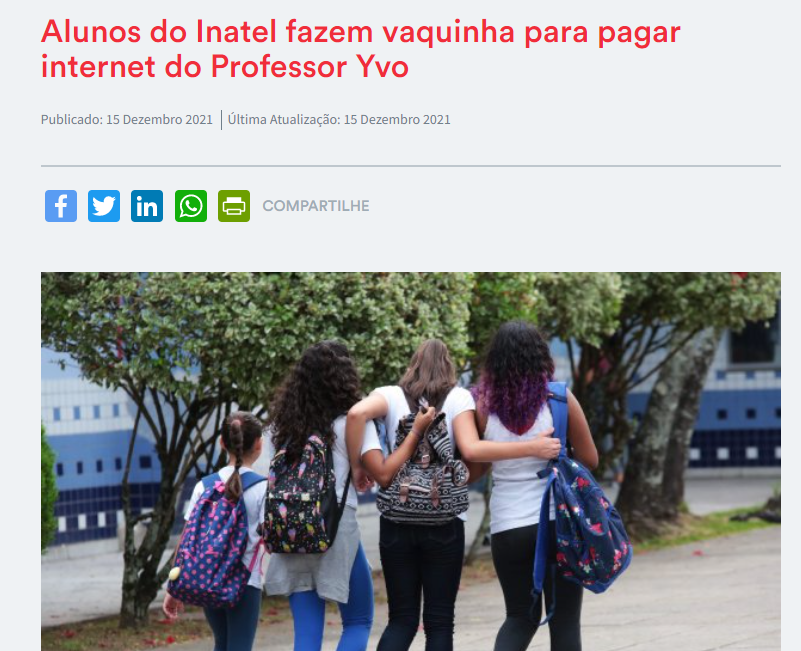 Alunos do Inatel fazem vaquinha para pagar
internet do Professor Yvo
Publicado: 15 Dezembro 2021 | Última Atualização: 15 Dezembro 2021
COMPARTILHE